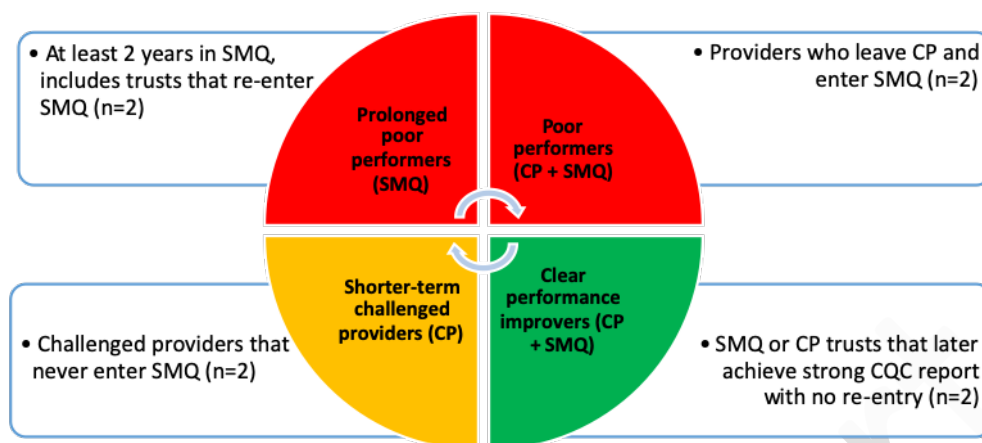 • At least 2 years in SMQ,
includes trusts that re-enter
SMQ (n=2)
Prolonged
poor
performers
(SMQ)
Poor
performers
(CP + SMQ)
• Providers who leave CP and
enter SMQ (n=2)
• Challenged providers that
never enter SMQ (n=2)
Shorter-term
challenged
providers (CP)
Clear
performance
improvers (CP
+ SMQ)
• SMQ or CP trusts that later
achieve strong CQC report
with no re-entry (n=2)